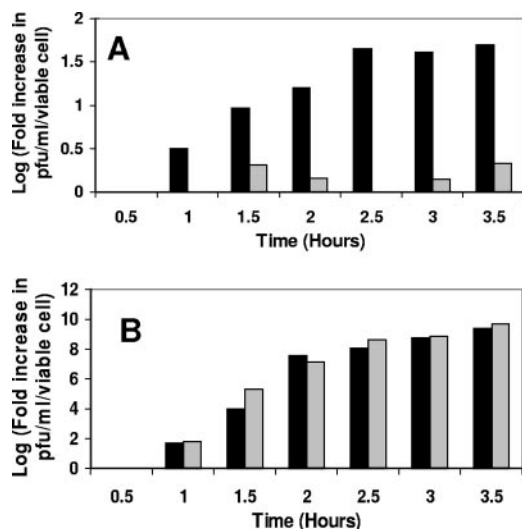 A
Log (Fold increase in
pfu/ml/viable cell)
2
1.5
1
0.5
0
0.5 1 1.5 2 2.5 3 3.5
Time (Hours)
B
Log (Fold increase in
pfu/ml/viable cell)
12
10
8
6
4
2
0
0.5 1 1.5 2 2.5 3 3.5
Time (Hours)